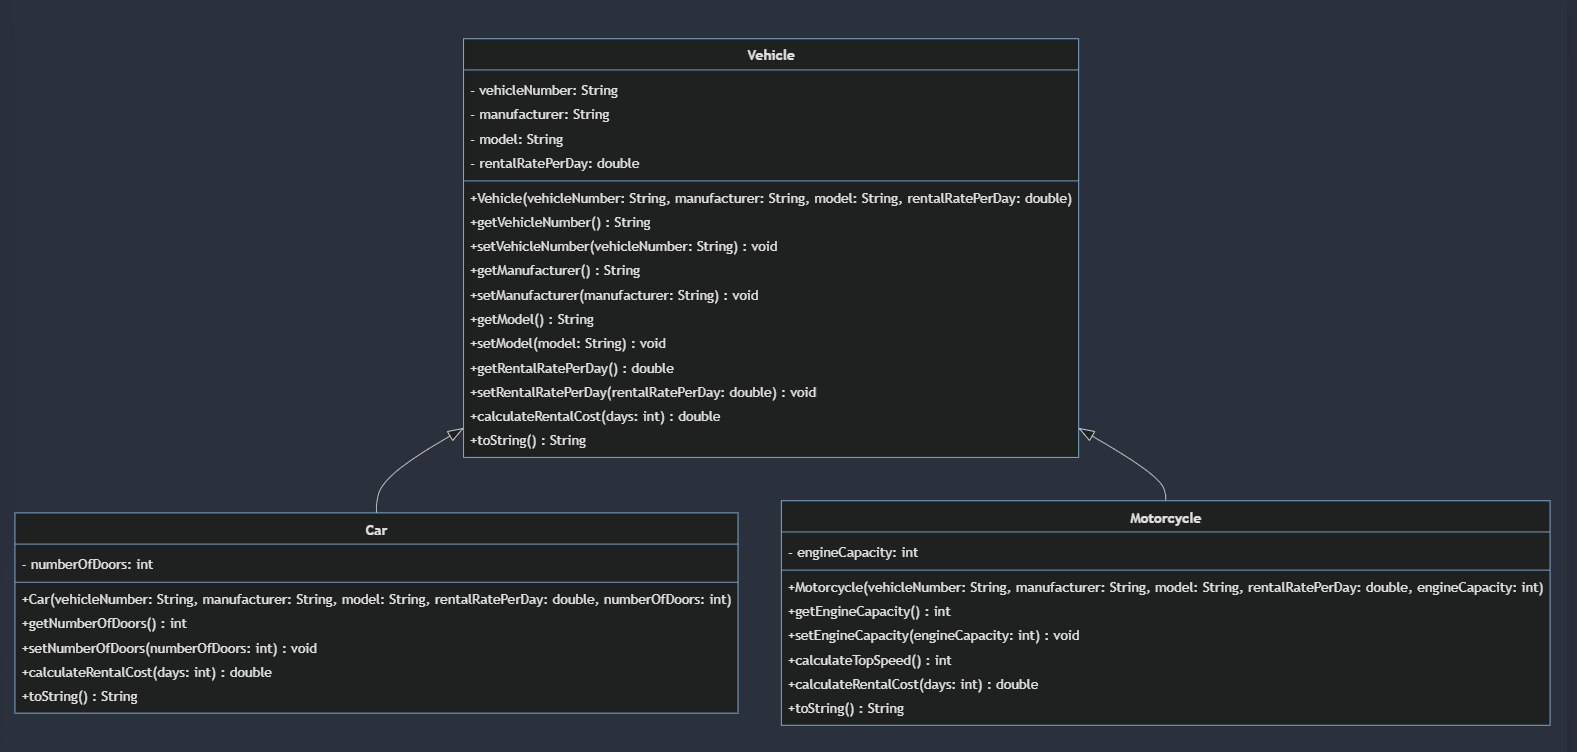 Vehicle
- vehicleNumber: String
- manufacturer: String
- model: String
- rentalRatePerDay: double
+Vehicle(vehicleNumber: String, manufacturer: String, model: String, rentalRatePerDay: double)
+getVehicleNumber() : String
+setVehicleNumber(vehicleNumber: String) : void
+getManufacturer() : String
+setManufacturer(manufacturer: String) : void
+getModel() : String
+setModel(model: String) : void
+getRentalRatePerDay() : double
+setRentalRatePerDay(rentalRatePerDay: double) : void
+calculateRentalCost(days: int) : double
+toString() : String
Car
- numberOfDoors: int
+Car(vehicleNumber: String, manufacturer: String, model: String, rentalRatePerDay: double, numberOfDoors: int)
+getNumberOfDoors() : int
+setNumberOfDoors(numberOfDoors: int) : void
+calculateRentalCost(days: int) : double
+toString() : String
Motorcycle
- engineCapacity: int
+Motorcycle(vehicleNumber: String, manufacturer: String, model: String, rentalRatePerDay: double, engineCapacity: int)
+getEngineCapacity() : int
+setEngineCapacity(engineCapacity: int) : void
+calculateTopSpeed() : int
+calculateRentalCost(days: int) : double
+toString() : String